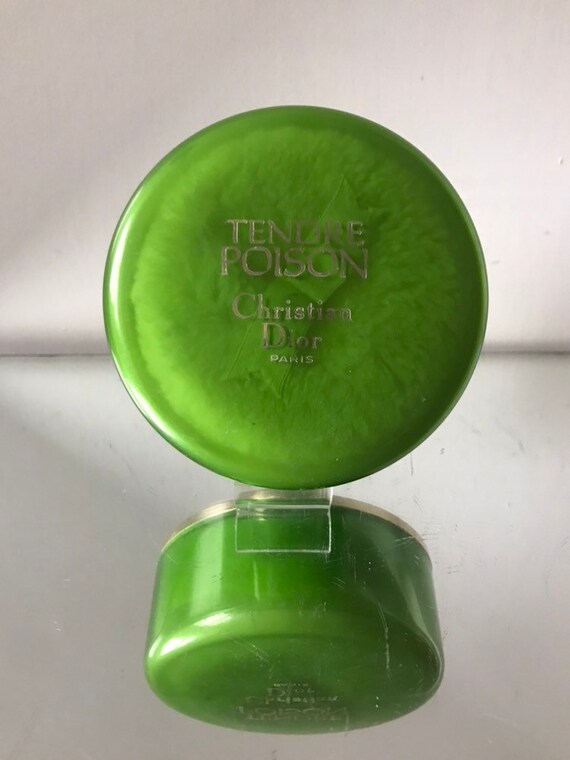 TENDRE
POISON
Christian
Dior
PARIS